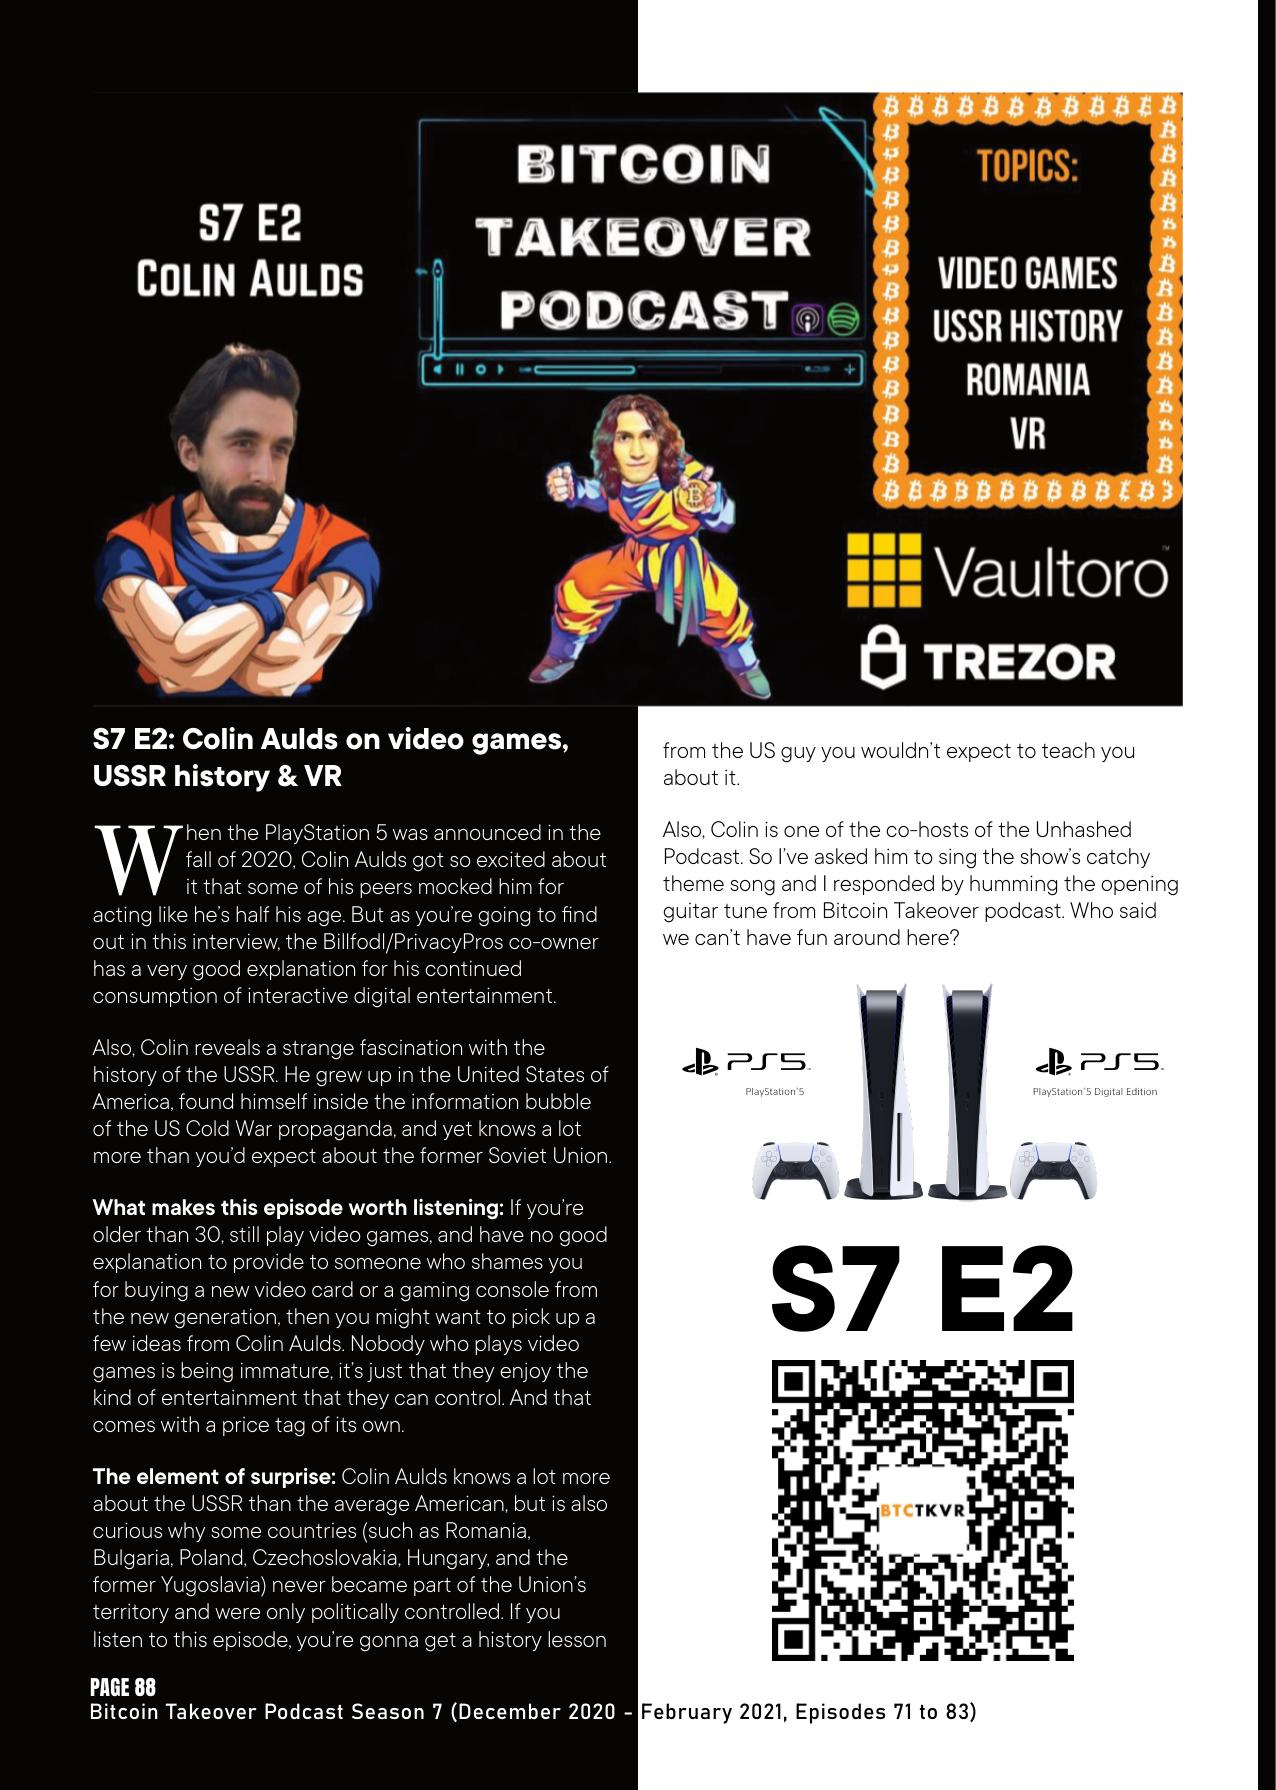 S7 E2
COLIN AULDS
BITCOIN
TAKEOVER
PODCAST
TOPICS:
VIDEO GAMES
USSR HISTORY
ROMANIA
VR
Vaultoro™
TREZOR
S7 E2: Colin Aulds on video games,
USSR history & VR
When the PlayStation 5 was announced in the
fall of 2020, Colin Aulds got so excited about
it that some of his peers mocked him for
acting like he’s half his age. But as you’re going to find
out in this interview, the Billfodl/PrivacyPros co-owner
has a very good explanation for his continued
consumption of interactive digital entertainment.
Also, Colin reveals a strange fascination with the
history of the USSR. He grew up in the United States of
America, found himself inside the information bubble
of the US Cold War propaganda, and yet knows a lot
more than you’d expect about the former Soviet Union.
What makes this episode worth listening: If you’re
older than 30, still play video games, and have no good
explanation to provide to someone who shames you
for buying a new video card or a gaming console from
the new generation, then you might want to pick up a
few ideas from Colin Aulds. Nobody who plays video
games is being immature, it’s just that they enjoy the
kind of entertainment that they can control. And that
comes with a price tag of its own.
The element of surprise: Colin Aulds knows a lot more
about the USSR than the average American, but is also
curious why some countries (such as Romania,
Bulgaria, Poland, Czechoslovakia, Hungary, and the
former Yugoslavia) never became part of the Union’s
territory and were only politically controlled. If you
listen to this episode, you’re gonna get a history lesson
from the US guy you wouldn’t expect to teach you
about it.
Also, Colin is one of the co-hosts of the Unhashed
Podcast. So I’ve asked him to sing the show’s catchy
theme song and I responded by humming the opening
guitar tune from Bitcoin Takeover podcast. Who said
we can’t have fun around here?
PS5™
PlayStation®5
PS5™
PlayStation®5 Digital Edition
S7 E2
BTCTKVR
PAGE 88
Bitcoin Takeover Podcast Season 7 (December 2020 - February 2021, Episodes 71 to 83)